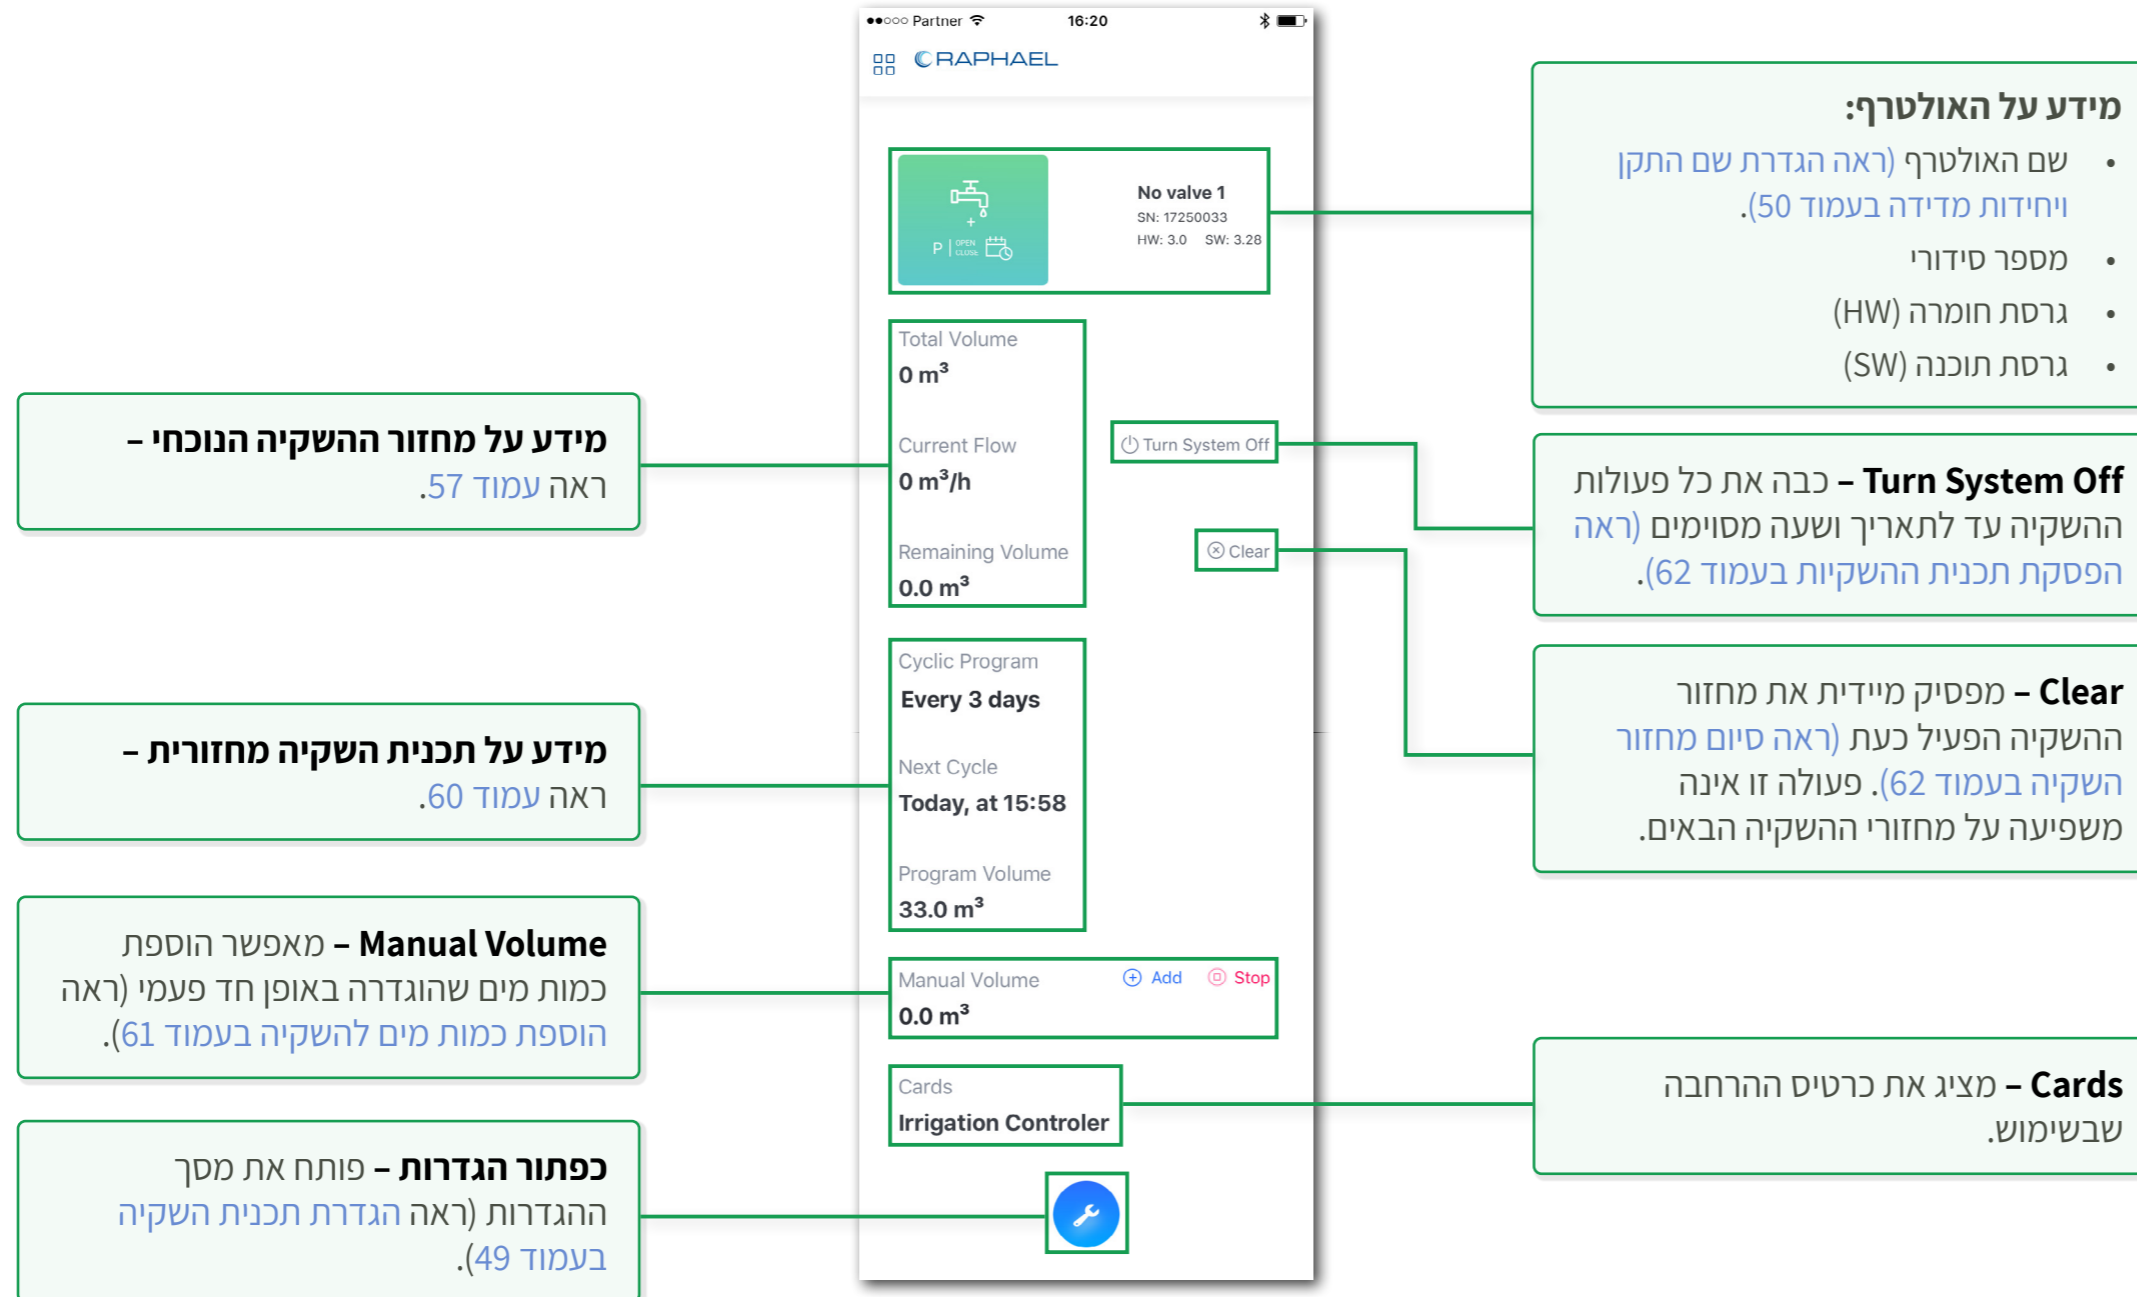 Partner
16:20
RAPHAEL
P | OPEN CLOSE
No valve 1
SN: 17250033
HW: 3.0 SW: 3.28
Total Volume
0 m³
Current Flow
0 m³/h
Turn System Off
Remaining Volume
0.0 m³
Clear
Cyclic Program
Every 3 days
Next Cycle
Today, at 15:58
Program Volume
33.0 m³
Manual Volume
Add
Stop
0.0 m³
Cards
Irrigation Controler
מידע על האולטרף:
• שם האולטרף (ראה הגדרת שם התקן
ויחידות מדידה בעמוד 50).
• מספר סידורי
• גרסת חומרה (HW)
• גרסת תוכנה (SW)
Turn System Off – כבה את כל פעולות
ההשקיה עד לתאריך ושעה מסוימים (ראה
הפסקת תכנית ההשקיות בעמוד 62).
Clear – מפסיק מיידית את מחזור
ההשקיה הפעיל כעת (ראה סיום מחזור
השקיה בעמוד 62). פעולה זו אינה
משפיעה על מחזורי ההשקיה הבאים.
Cards – מציג את כרטיס ההרחבה
שבשימוש.
מידע על מחזור ההשקיה הנוכחי –
ראה עמוד 57.
מידע על תכנית השקיה מחזורית –
ראה עמוד 60.
Manual Volume – מאפשר הוספת
כמות מים שהוגדרה באופן חד פעמי (ראה
הוספת כמות מים להשקיה בעמוד 61).
כפתור הגדרות – פותח את מסך
ההגדרות (ראה הגדרת תכנית השקיה
בעמוד 49).